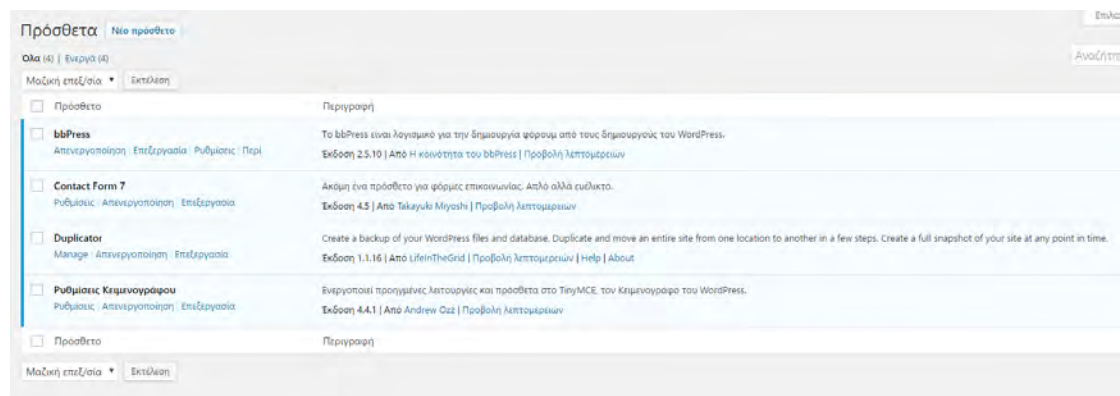 Επιλο
Πρόσθετα Νέο πρόσθετο
Όλα (4) | Ενεργά (4)
Αναζήτη
Μαζική επεξ/σία Εκτέλεση
Πρόσθετο Περιγραφή
bbPress Το bbPress είναι λογισμικό για την δημιουργία φόρουμ από τους δημιουργούς του WordPress.
Απενεργοποίηση | Επεξεργασία | Ρυθμίσεις | Περί Έκδοση 2.5.10 | Από Η κοινότητα του bbPress | Προβολή λεπτομερειών
Contact Form 7 Ακόμη ένα πρόσθετο για φόρμες επικοινωνίας. Απλό αλλά ευέλικτο.
Ρυθμίσεις | Απενεργοποίηση | Επεξεργασία Έκδοση 4.5 | Από Takayuki Miyoshi | Προβολή λεπτομερειών
Duplicator Create a backup of your WordPress files and database. Duplicate and move an entire site from one location to another in a few steps. Create a full snapshot of your site at any point in time.
Manage | Απενεργοποίηση | Επεξεργασία Έκδοση 1.1.16 | Από LifeInTheGrid | Προβολή λεπτομερειών | Help | About
Ρυθμίσεις Κειμενογράφου Ενεργοποιεί προηγμένες λειτουργίες και πρόσθετα στο TinyMCE, τον Κειμενογράφο του WordPress.
Ρυθμίσεις | Απενεργοποίηση | Επεξεργασία Έκδοση 4.4.1 | Από Andrew Ozz | Προβολή λεπτομερειών
Πρόσθετο Περιγραφή
Μαζική επεξ/σία Εκτέλεση